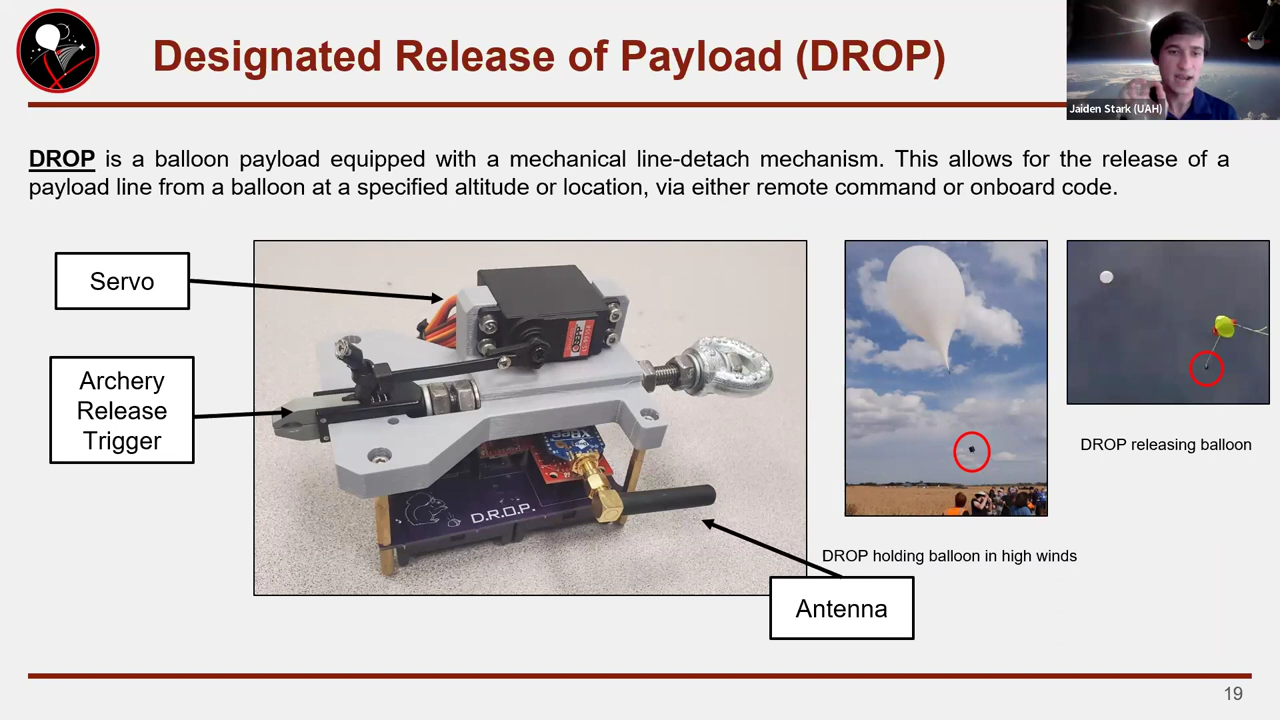 Designated Release of Payload (DROP)
Jaiden Stark (UAH)
DROP is a balloon payload equipped with a mechanical line-detach mechanism. This allows for the release of a
payload line from a balloon at a specified altitude or location, via either remote command or onboard code.
Servo
Archery
Release
Trigger
D.R.O.P.
Antenna
DROP holding balloon in high winds
DROP releasing balloon
19